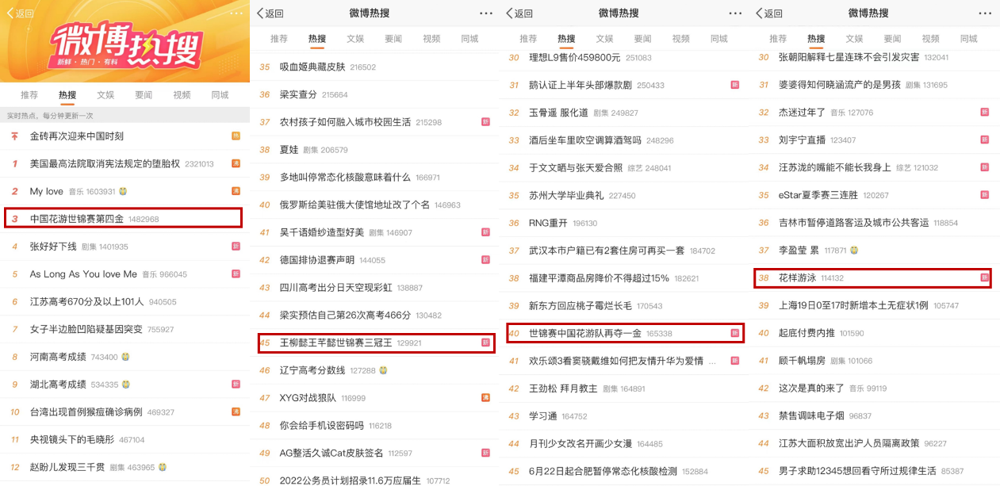 返回
微博热搜
新鲜·热门·有料
推荐 热搜 文娱 要闻 视频 同城
实时热点，每分钟更新一次
金砖再次迎来中国时刻 热
1 美国最高法院取消宪法规定的堕胎权 2321013 沸
2 My love 音乐 1603931 沸
3 中国花游世锦赛第四金 1482968
4 张好好下线 剧集 1401935 新
5 As Long As You love Me 音乐 966045 新
6 江苏高考670分及以上101人 940505
7 女子半边脸凹陷疑基因突变 755927
8 河南高考成绩 743400
9 湖北高考成绩 534335 新
10 台湾出现首例猴痘确诊病例 469327 沸
11 央视镜头下的毛晓彤 467104
12 赵盼儿发现三千贯 剧集 463965
返回 微博热搜
推荐 热搜 文娱 要闻 视频 同城
35 吸血姬典藏皮肤 216502
36 梁实查分 215664
37 农村孩子如何融入城市校园生活 215298 新
38 夏娃 剧集 206579
39 多地叫停常态化核酸意味着什么 166971
40 俄罗斯给美驻俄大使馆地址改了个名 146963
41 吴千语婚纱造型好美 剧集 146907 新
42 德国排协退赛声明 144055 新
43 四川高考出分日天空现彩虹 138887
44 梁实预估自己第26次高考466分 130482
45 王柳懿王芊懿世锦赛三冠王 129921 新
46 辽宁高考分数线 127288
47 XYG对战狼队 116999 沸
48 你会给手机设密码吗 116218
49 AG整活久诚Cat皮肤签名 112597 新
50 2022公务员计划招录11.6万应届生 107712
返回 微博热搜
推荐 热搜 文娱 要闻 视频 同城
30 理想L9售价459800元 251083
31 鹅认证上半年头部爆款剧 250433 新
32 玉骨遥 服化道 剧集 249827
33 酒后坐车里吹空调算酒驾吗 248296
34 于文文晒与张天爱合照 综艺 248041
35 苏州大学毕业典礼 227450
36 RNG重开 196130
37 武汉本市户籍已有2套住房可再买一套 184702
38 福建平潭商品房降价不得超过15% 182621
39 新东方回应桃子霉烂长毛 170543
40 世锦赛中国花游队再夺一金 165338 新
41 欢乐颂3看窦骁戴维如何把友情升华为爱情 ... 新
42 王劲松 拜月教主 剧集 164891
43 学习通 164752
44 月刊少女改名开画少女漫 164485
45 6月22日起合肥暂停常态化核酸检测 152884
返回 微博热搜
推荐 热搜 文娱 要闻 视频 同城
30 张朝阳解释七星连珠不会引发灾害 132041
31 婆婆得知何晓涵流产的是男孩 剧集 131695
32 杰迷过年了 音乐 127076 新
33 刘宇宁直播 123407 新
34 汪苏泷的嘴能不能长我身上 综艺 121032 新
35 eStar夏季赛三连胜 120267 新
36 吉林市暂停道路客运及城市公共客运 118854
37 李盈莹 累 117871
38 花样游泳 114132 新
39 上海19日0至17时新增本土无症状1例 105747
40 起底付费内推 101590
41 顾千帆塌房 剧集 101066
42 这次是真的来了 音乐 99119
43 禁售调味电子烟 96837
44 江苏大面积放宽出沪人员隔离政策 96227
45 男子求助12345想回看守所过规律生活 85387